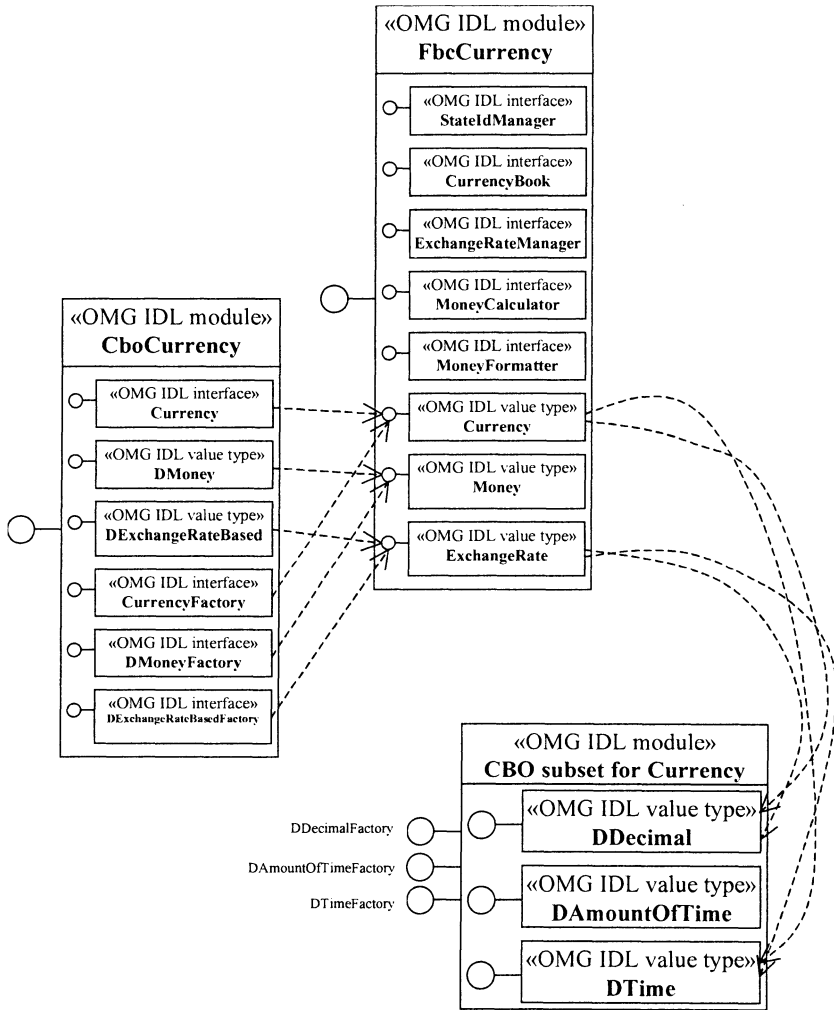 «OMG IDL module»
FbcCurrency
«OMG IDL interface»
StateIdManager
«OMG IDL interface»
CurrencyBook
«OMG IDL interface»
ExchangeRateManager
«OMG IDL interface»
MoneyCalculator
«OMG IDL interface»
MoneyFormatter
«OMG IDL value type»
Currency
«OMG IDL value type»
Money
«OMG IDL value type»
ExchangeRate
«OMG IDL module»
CboCurrency
«OMG IDL interface»
Currency
«OMG IDL value type»
DMoney
«OMG IDL value type»
DExchangeRateBased
«OMG IDL interface»
CurrencyFactory
«OMG IDL interface»
DMoneyFactory
«OMG IDL interface»
DExchangeRateBasedFactory
«OMG IDL module»
CBO subset for Currency
«OMG IDL value type»
DDecimal
«OMG IDL value type»
DAmountOfTime
«OMG IDL value type»
DTime
DDecimalFactory
DAmountOfTimeFactory
DTimeFactory